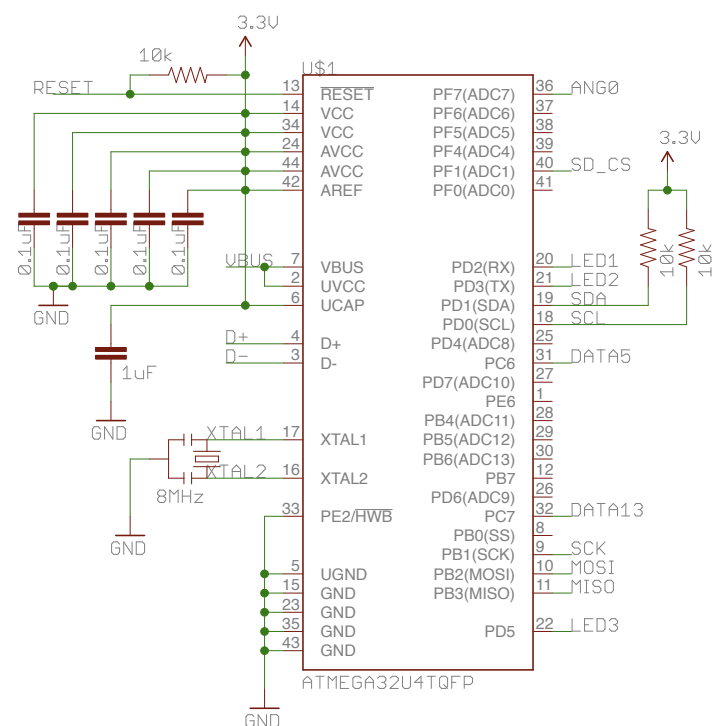 3.3V
10k
U$1
RESET
13 RESET PF7(ADC7) 36 ANG0
14 VCC PF6(ADC6) 37
34 VCC PF5(ADC5) 38
24 AVCC PF4(ADC4) 39
44 AVCC PF1(ADC1) 40 SD_CS
42 AREF PF0(ADC0) 41
3.3V
0.1uF 0.1uF 0.1uF 0.1uF 0.1uF
10k 10k
VBUS 7 VBUS PD2(RX) 20 LED1
2 UVCC PD3(TX) 21 LED2
6 UCAP PD1(SDA) 19 SDA
GND
PD0(SCL) 18 SCL
D+ 4 D+ PD4(ADC8) 25
D- 3 D- PC6 31 DATA5
1uF
PD7(ADC10) 27
PE6 1
GND
PB4(ADC11) 28
XTAL1 17 XTAL1 PB5(ADC12) 29
PB6(ADC13) 30
XTAL2 16 XTAL2 PB7 12
8MHz
PD6(ADC9) 26
33 PE2/HWB PC7 32 DATA13
PB0(SS) 8
GND
PB1(SCK) 9 SCK
5 UGND PB2(MOSI) 10 MOSI
15 GND PB3(MISO) 11 MISO
23 GND
35 GND PD5 22 LED3
43 GND
ATMEGA32U4TQFP
GND